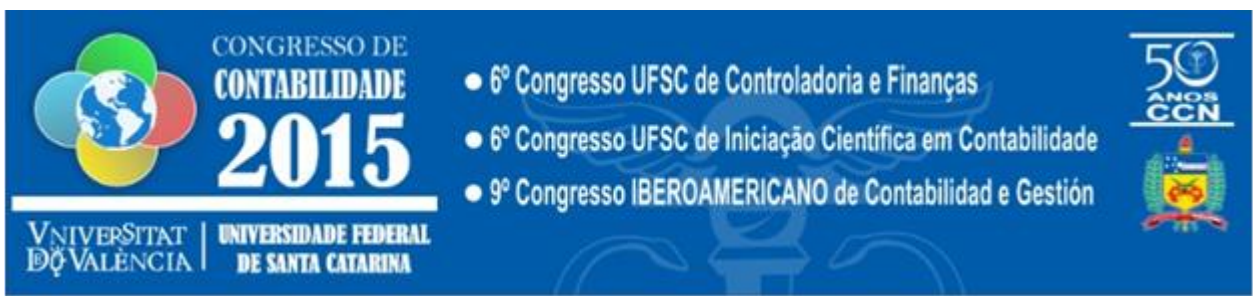 CONGRESSO DE
CONTABILIDADE
2015
VNIVERSITAT
DӦVALÈNCIA
UNIVERSIDADE FEDERAL
DE SANTA CATARINA
● 6º Congresso UFSC de Controladoria e Finanças
● 6º Congresso UFSC de Iniciação Científica em Contabilidade
● 9º Congresso IBEROAMERICANO de Contabilidad e Gestión
50
ANOS
CCN